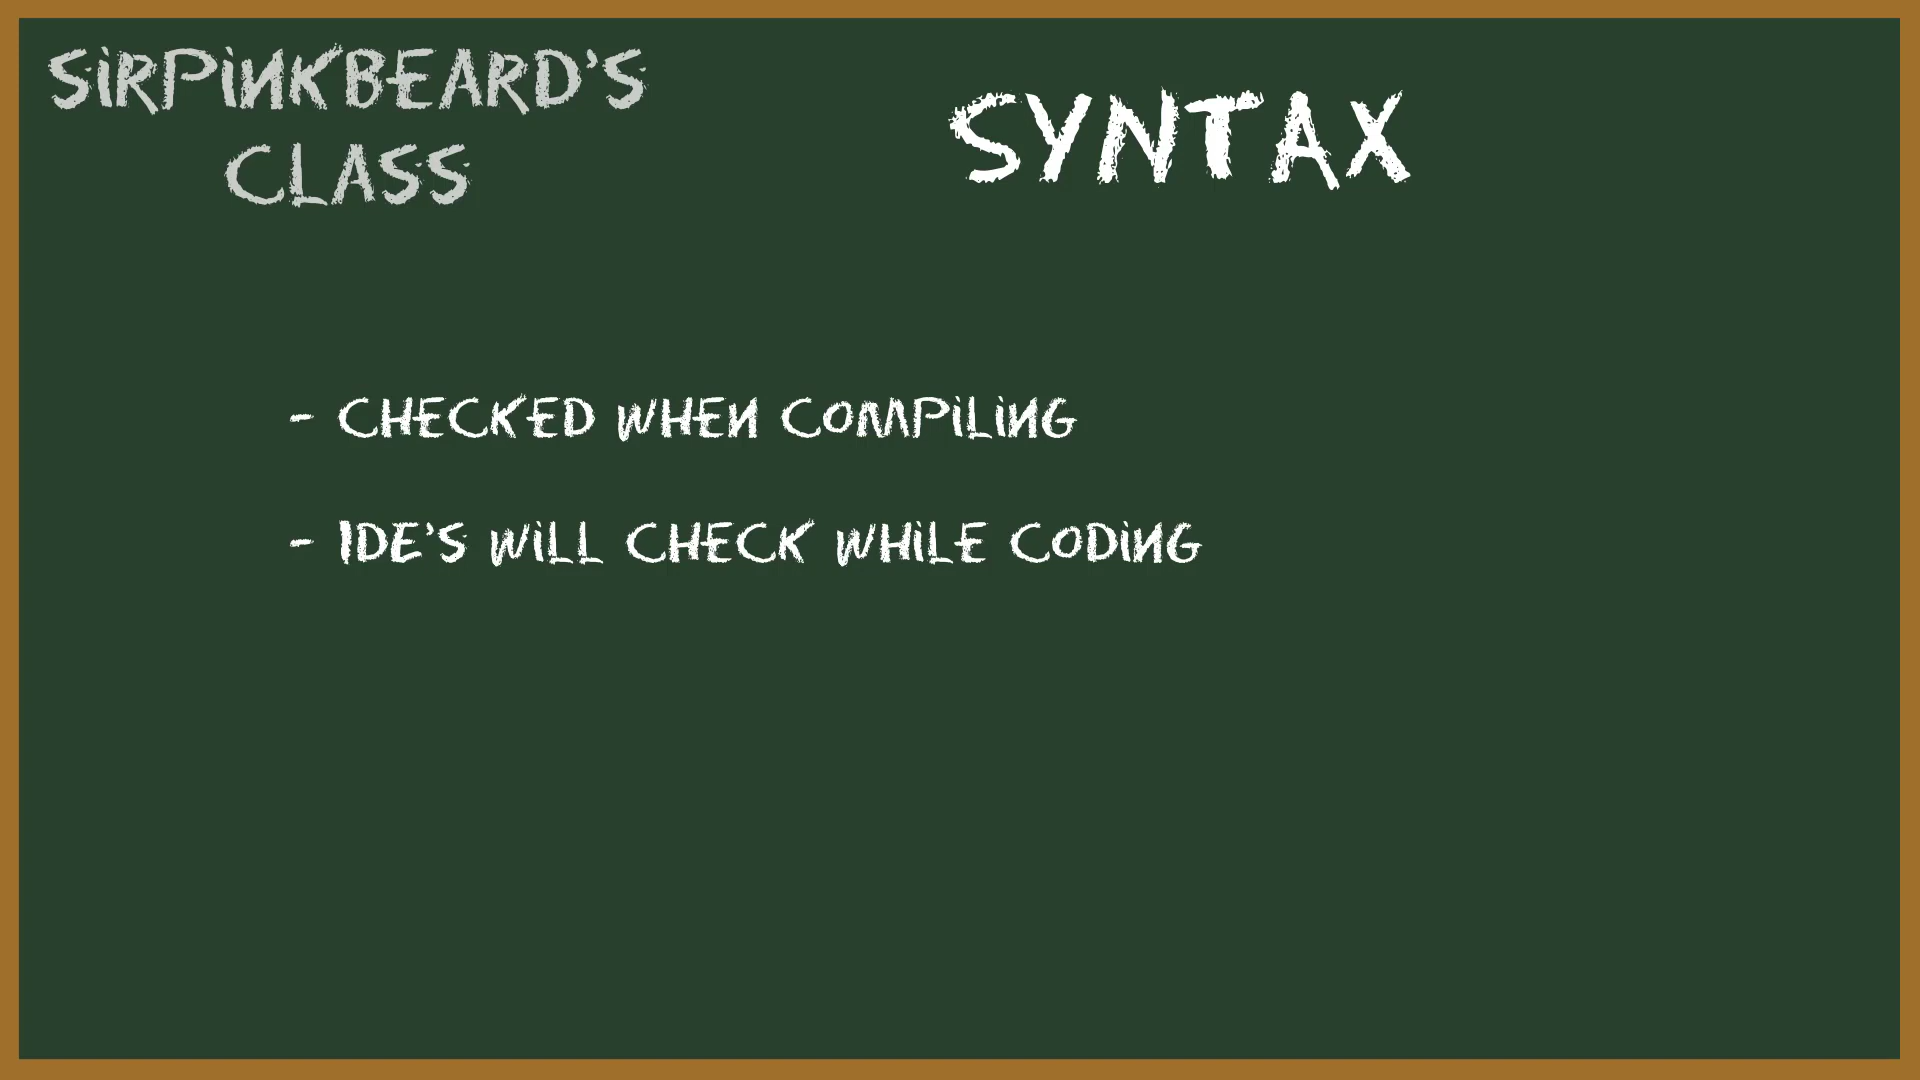 SiRPiNKBEARD'S
CLASS
SYNTAX
- CHECKED WHEN COMPiLiNG
- IDE'S WiLL CHECK WHiLE CODiNG